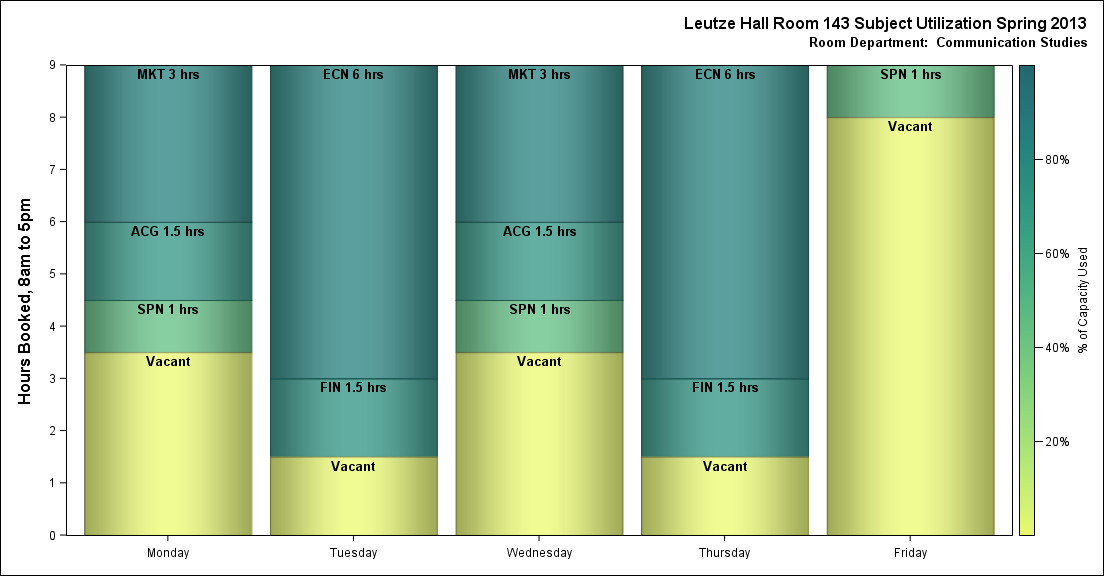 Leutze Hall Room 143 Subject Utilization Spring 2013
Room Department:  Communication Studies
Hours Booked, 8am to 5pm
9
8
7
6
5
4
3
2
1
0
MKT 3 hrs
ACG 1.5 hrs
SPN 1 hrs
Vacant
ECN 6 hrs
FIN 1.5 hrs
Vacant
MKT 3 hrs
ACG 1.5 hrs
SPN 1 hrs
Vacant
ECN 6 hrs
FIN 1.5 hrs
Vacant
SPN 1 hrs
Vacant
Monday
Tuesday
Wednesday
Thursday
Friday
80%
60%
40%
20%
% of Capacity Used